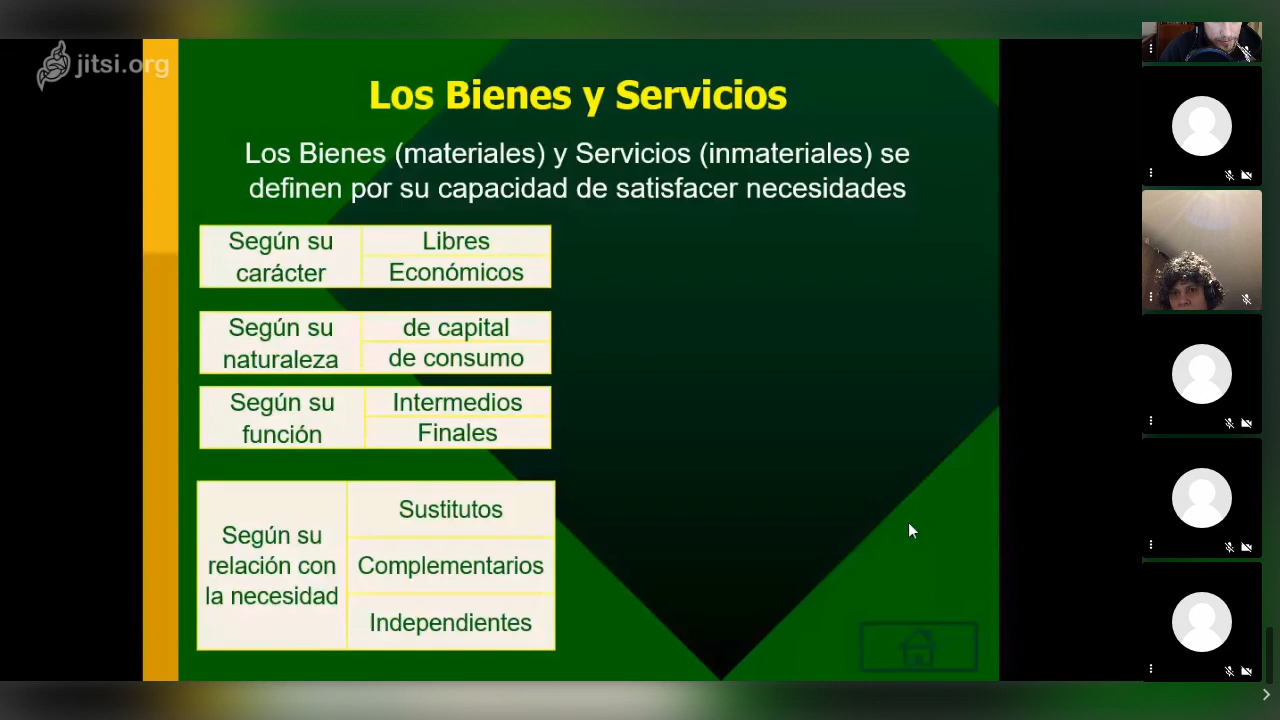 jitsi.org
Los Bienes y Servicios
Los Bienes (materiales) y Servicios (inmateriales) se
definen por su capacidad de satisfacer necesidades
Según su
carácter
Libres
Económicos
Según su
naturaleza
de capital
de consumo
Según su
función
Intermedios
Finales
Según su
relación con
la necesidad
Sustitutos
Complementarios
Independientes